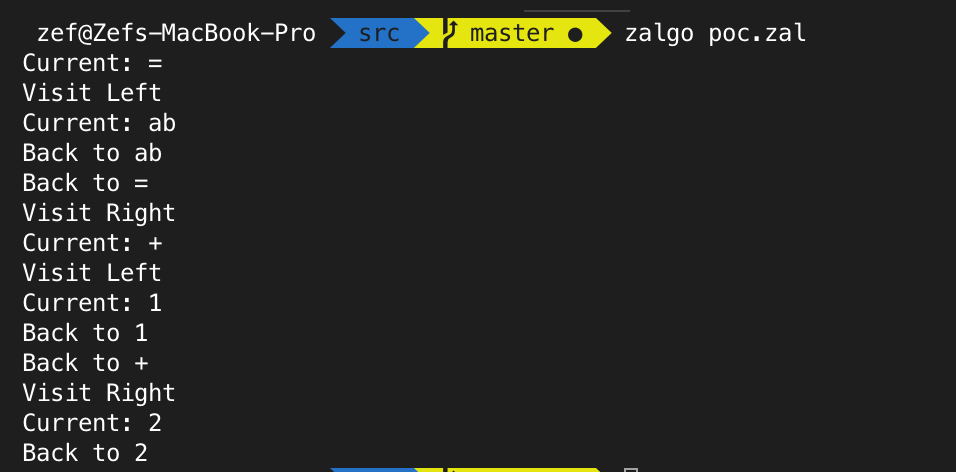 zef@Zefs-MacBook-Pro src master ● zalgo poc.zal
Current: =
Visit Left
Current: ab
Back to ab
Back to =
Visit Right
Current: +
Visit Left
Current: 1
Back to 1
Back to +
Visit Right
Current: 2
Back to 2